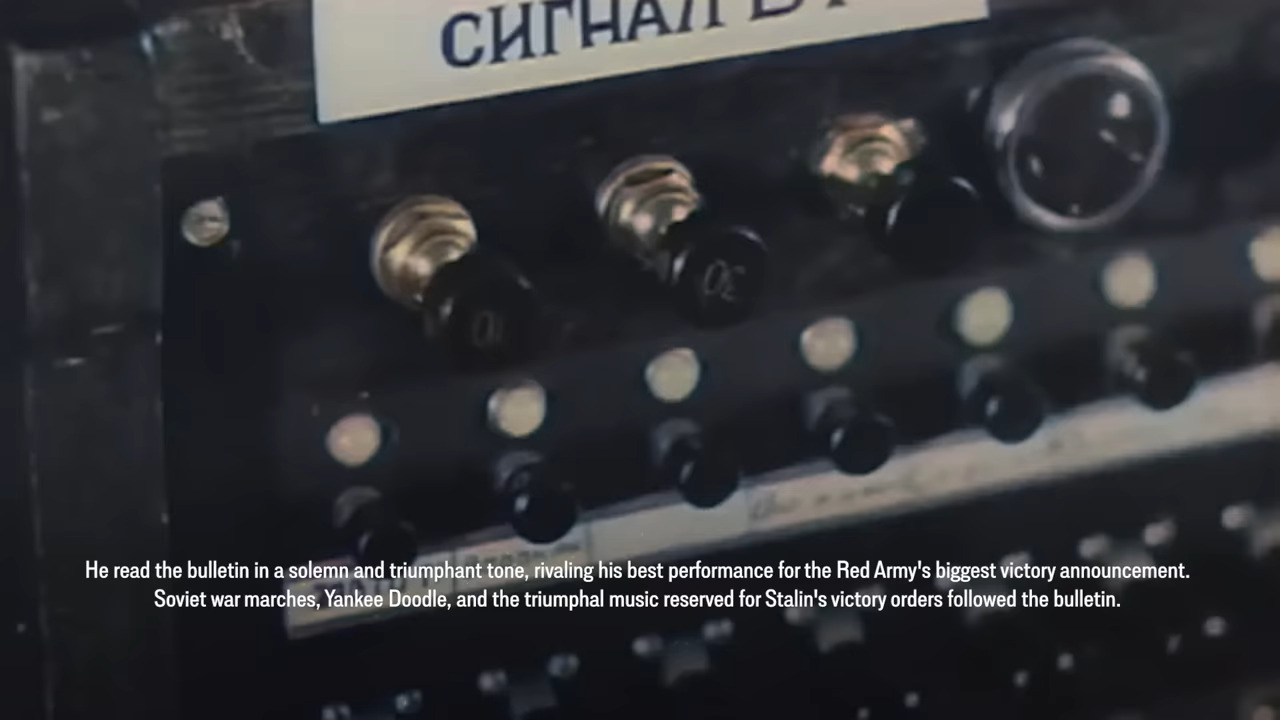 СИГНАЛ
He read the bulletin in a solemn and triumphant tone, rivaling his best performance for the Red Army's biggest victory announcement.
Soviet war marches, Yankee Doodle, and the triumphal music reserved for Stalin's victory orders followed the bulletin.